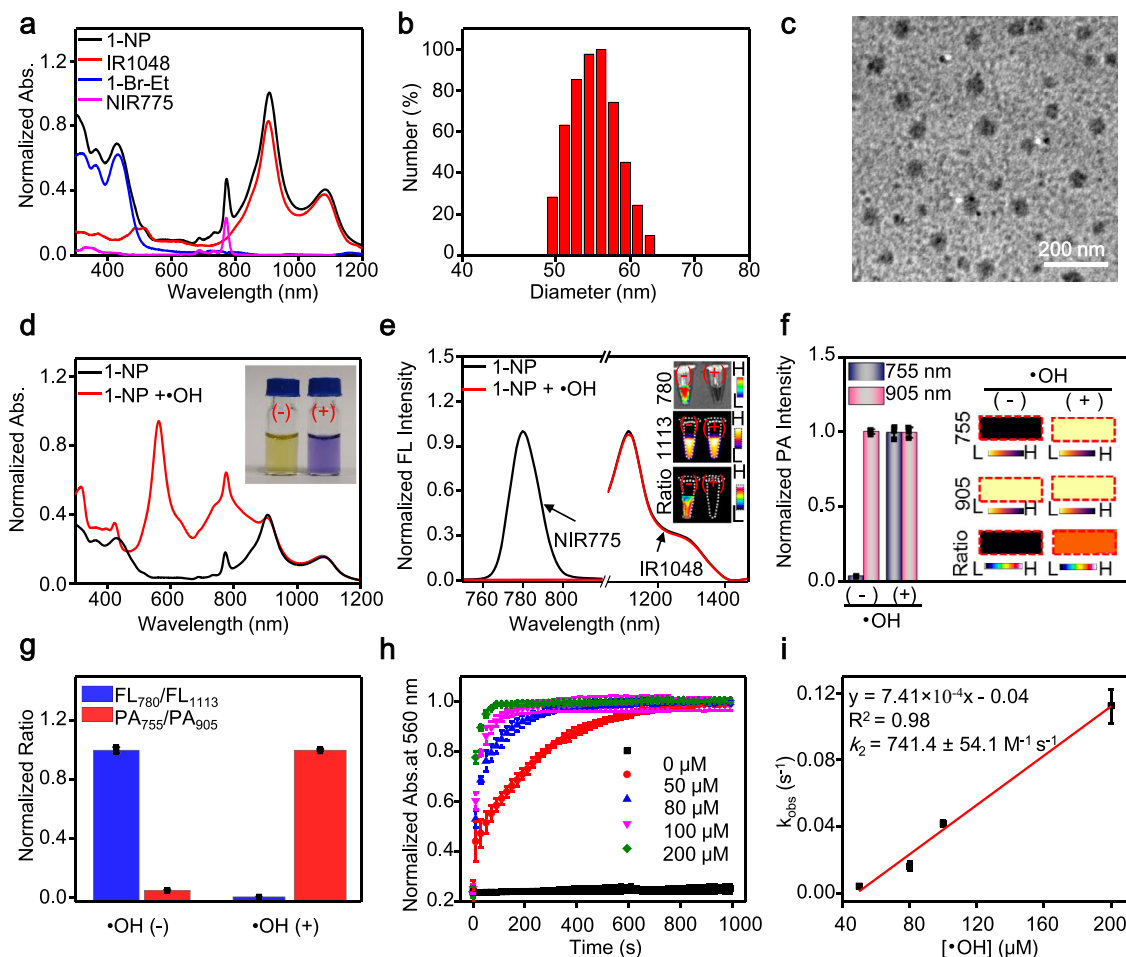 a
1-NP
IR1048
1-Br-Et
NIR775
Normalized Abs.
1.2
0.8
0.4
0.0
400 600 800 1000 1200
Wavelength (nm)
b
Number (%)
100
80
60
40
20
0
40 50 60 70 80
Diameter (nm)
c
200 nm
d
1-NP
1-NP +•OH
(-) (+)
Normalized Abs.
1.2
0.8
0.4
0.0
200 400 600 800 1000 1200
Wavelength (nm)
e
1-NP
1-NP + •OH
Normalized FL Intensity
1.5
1.2
0.9
0.6
0.3
0.0
760 780 800 1200 1400
Wavelength (nm)
NIR775
IR1048
780
1113
Ratio
- +
- +
- +
H
L
H
L
H
L
f
755 nm
905 nm
Normalized PA Intensity
1.5
1.0
0.5
0.0
(-) (+)
•OH
•OH
(-) (+)
755
L H L H
905
L H L H
Ratio
L H L H
g
FL780/FL1113
PA755/PA905
Normalized Ratio
1.0
0.5
0.0
•OH (-) •OH (+)
h
Normalized Abs.at 560 nm
1.0
0.8
0.6
0.4
0.2
0 μM
50 μM
80 μM
100 μM
200 μM
0 200 400 600 800 1000
Time (s)
i
y = 7.41×10⁻⁴x - 0.04
R² = 0.98
k₂ = 741.4 ± 54.1 M⁻¹ s⁻¹
kobs (s⁻¹)
0.12
0.08
0.04
0.00
40 80 120 160 200
[•OH] (μM)